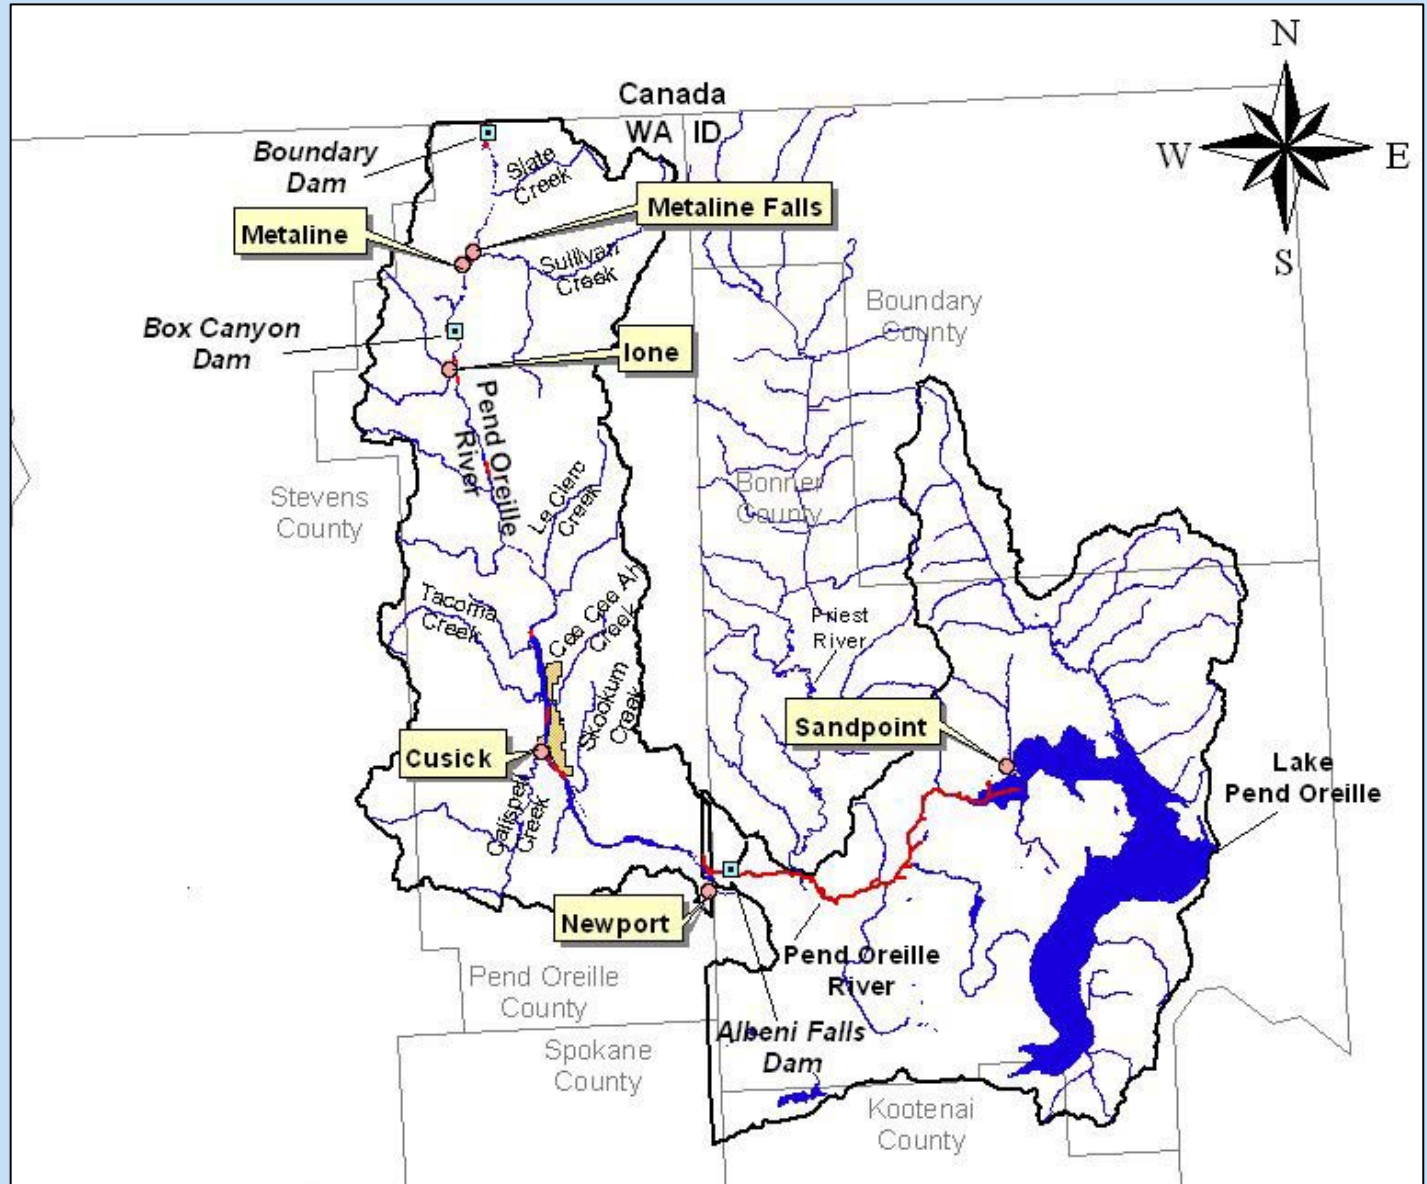 N
Canada
WA
ID
W
E
S
Boundary
Dam
Slate
Creek
Metaline Falls
Metaline
Sullivan
Creek
Boundary
County
Box Canyon
Dam
Ione
Pend Oreille
River
Stevens
County
Le Clerc
Creek
Bonner
County
Tacoma
Creek
Cee Cee Ah
Creek
Priest
River
Skookum
Creek
Sandpoint
Cusick
Lake
Pend Oreille
Calispell
Creek
Newport
Pend Oreille
River
Pend Oreille
County
Albeni Falls
Dam
Spokane
County
Kootenai
County